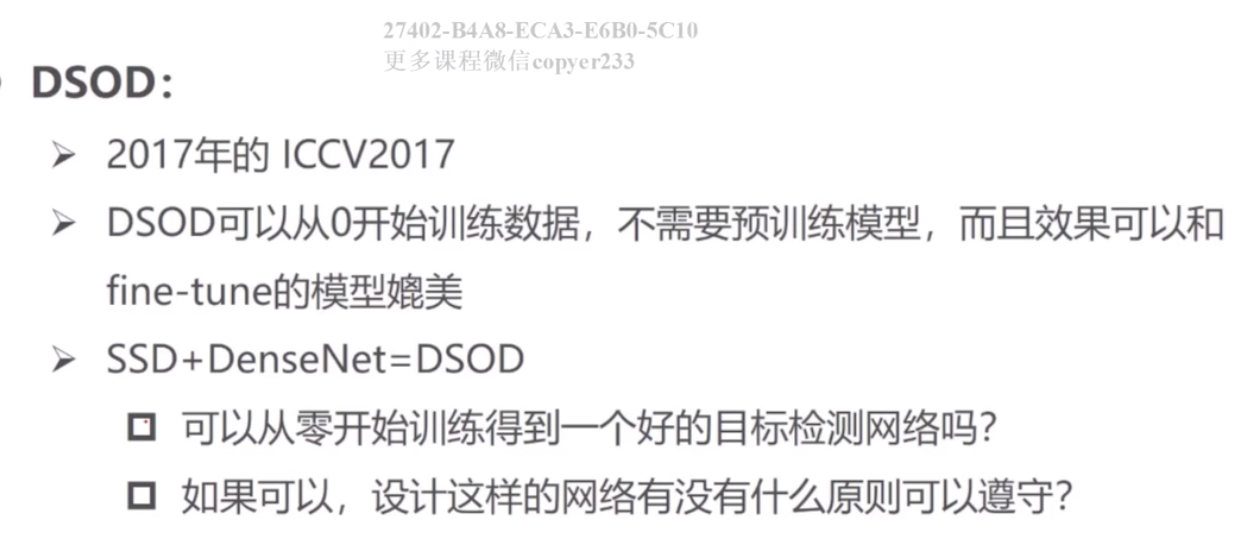 27402-B4A8-ECA3-E6B0-5C10
更多课程微信copyer233
DSOD：
2017年的 ICCV2017
DSOD可以从0开始训练数据，不需要预训练模型，而且效果可以和
fine-tune的模型媲美
SSD+DenseNet=DSOD
可以从零开始训练得到一个好的目标检测网络吗？
如果可以，设计这样的网络有没有什么原则可以遵守？